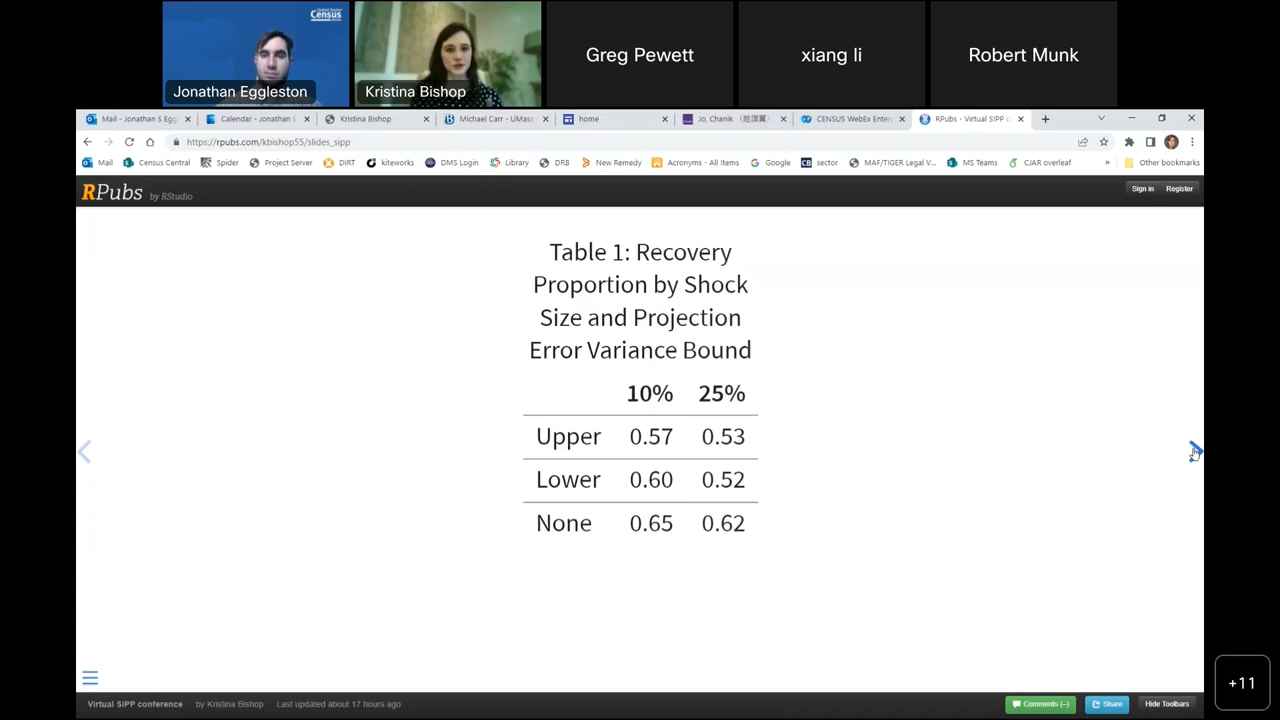 United States®
Census
Jonathan Eggleston
Kristina Bishop
Greg Pewett
xiang li
Robert Munk
Mail - Jonathan S Egg
Calendar - Jonathan S
Kristina Bishop
Michael Carr - UMass
home
Jo, Chanik
CENSUS WebEx Enter
RPubs - Virtual SIPP c
https://rpubs.com/kbishop55/slides_sipp
Mail
Census Central
Spider
Project Server
DIRT
kiteworks
DMS Login
Library
DRB
New Remedy
Acronyms - All Items
Google
sector
MAF/TIGER Legal V...
MS Teams
CJAR overleaf
»
Other bookmarks
RPubs by RStudio
Sign in
Register
Table 1: Recovery
Proportion by Shock
Size and Projection
Error Variance Bound
10% 25%
Upper 0.57 0.53
Lower 0.60 0.52
None 0.65 0.62
+11
Virtual SIPP conference by Kristina Bishop Last updated about 17 hours ago
Comments (–)
Share
Hide Toolbars